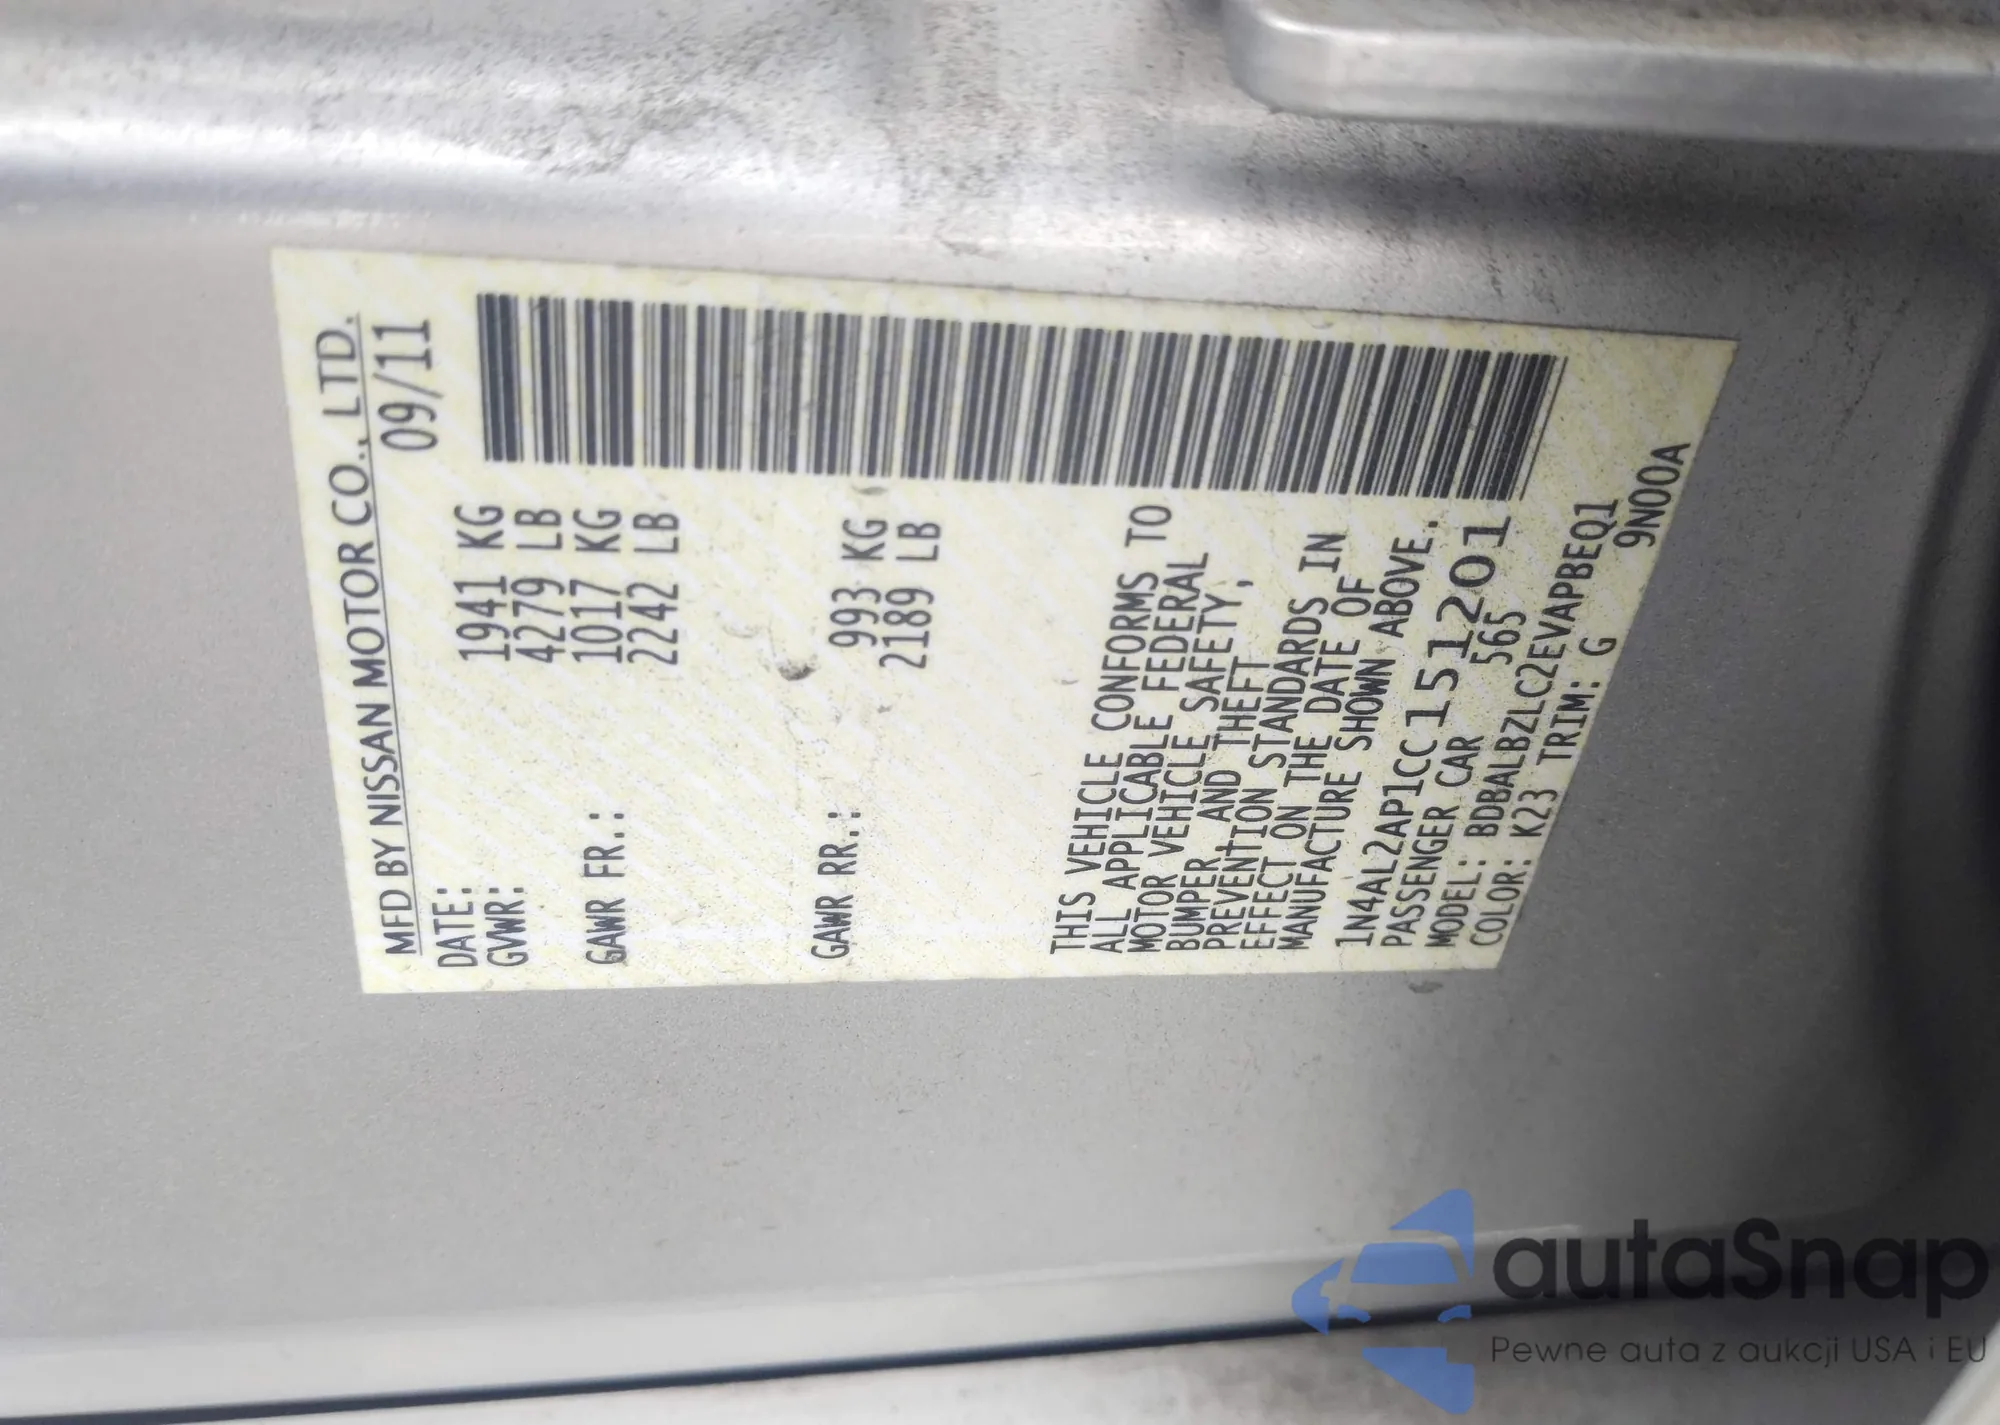 MFD BY NISSAN MOTOR CO., LTD.
DATE: 09/11
GVWR: 1941 KG
4279 LB
GAWR FR.: 1017 KG
2242 LB
GAWR RR.: 993 KG
2189 LB
THIS VEHICLE CONFORMS TO
ALL APPLICABLE FEDERAL
MOTOR VEHICLE SAFETY,
BUMPER, AND THEFT
PREVENTION STANDARDS IN
EFFECT ON THE DATE OF
MANUFACTURE SHOWN ABOVE.
1N4AL2AP1CC151201
PASSENGER CAR 565
MODEL: BDBALBZLC2EVAPBEQ1
COLOR: K23 TRIM: G 9N00A
autaSnap
Pewne auta z aukcji USA i EU